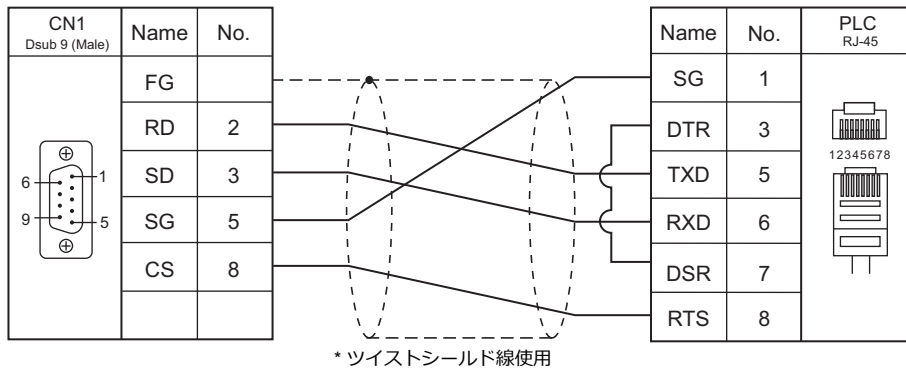 CN1
Dsub 9 (Male)
Name
No.
FG
RD 2
SD 3
SG 5
CS 8
6
1
9
5
Name
No.
PLC
RJ-45
SG 1
DTR 3
TXD 5
RXD 6
DSR 7
RTS 8
12345678
* ツイストシールド線使用